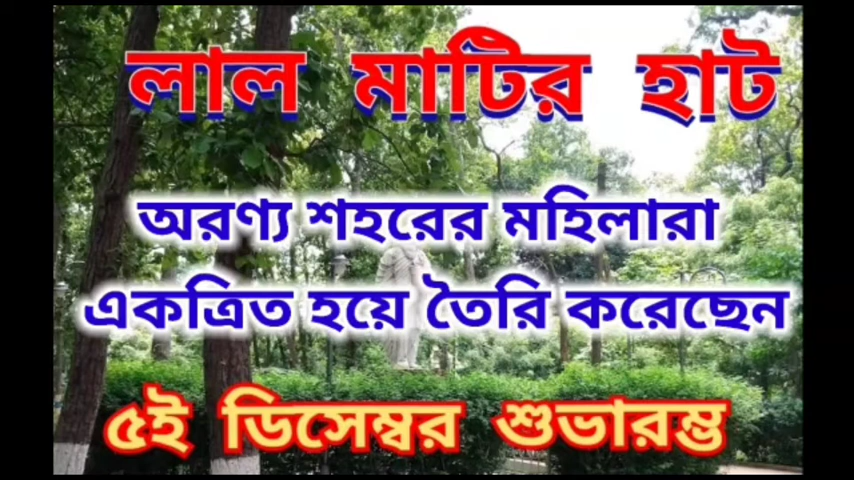 লাল মাটির হাট
অরণ্য শহরের মহিলারা
একত্রিত হয়ে তৈরি করেছেন
৫ই ডিসেম্বর শুভারম্ভ